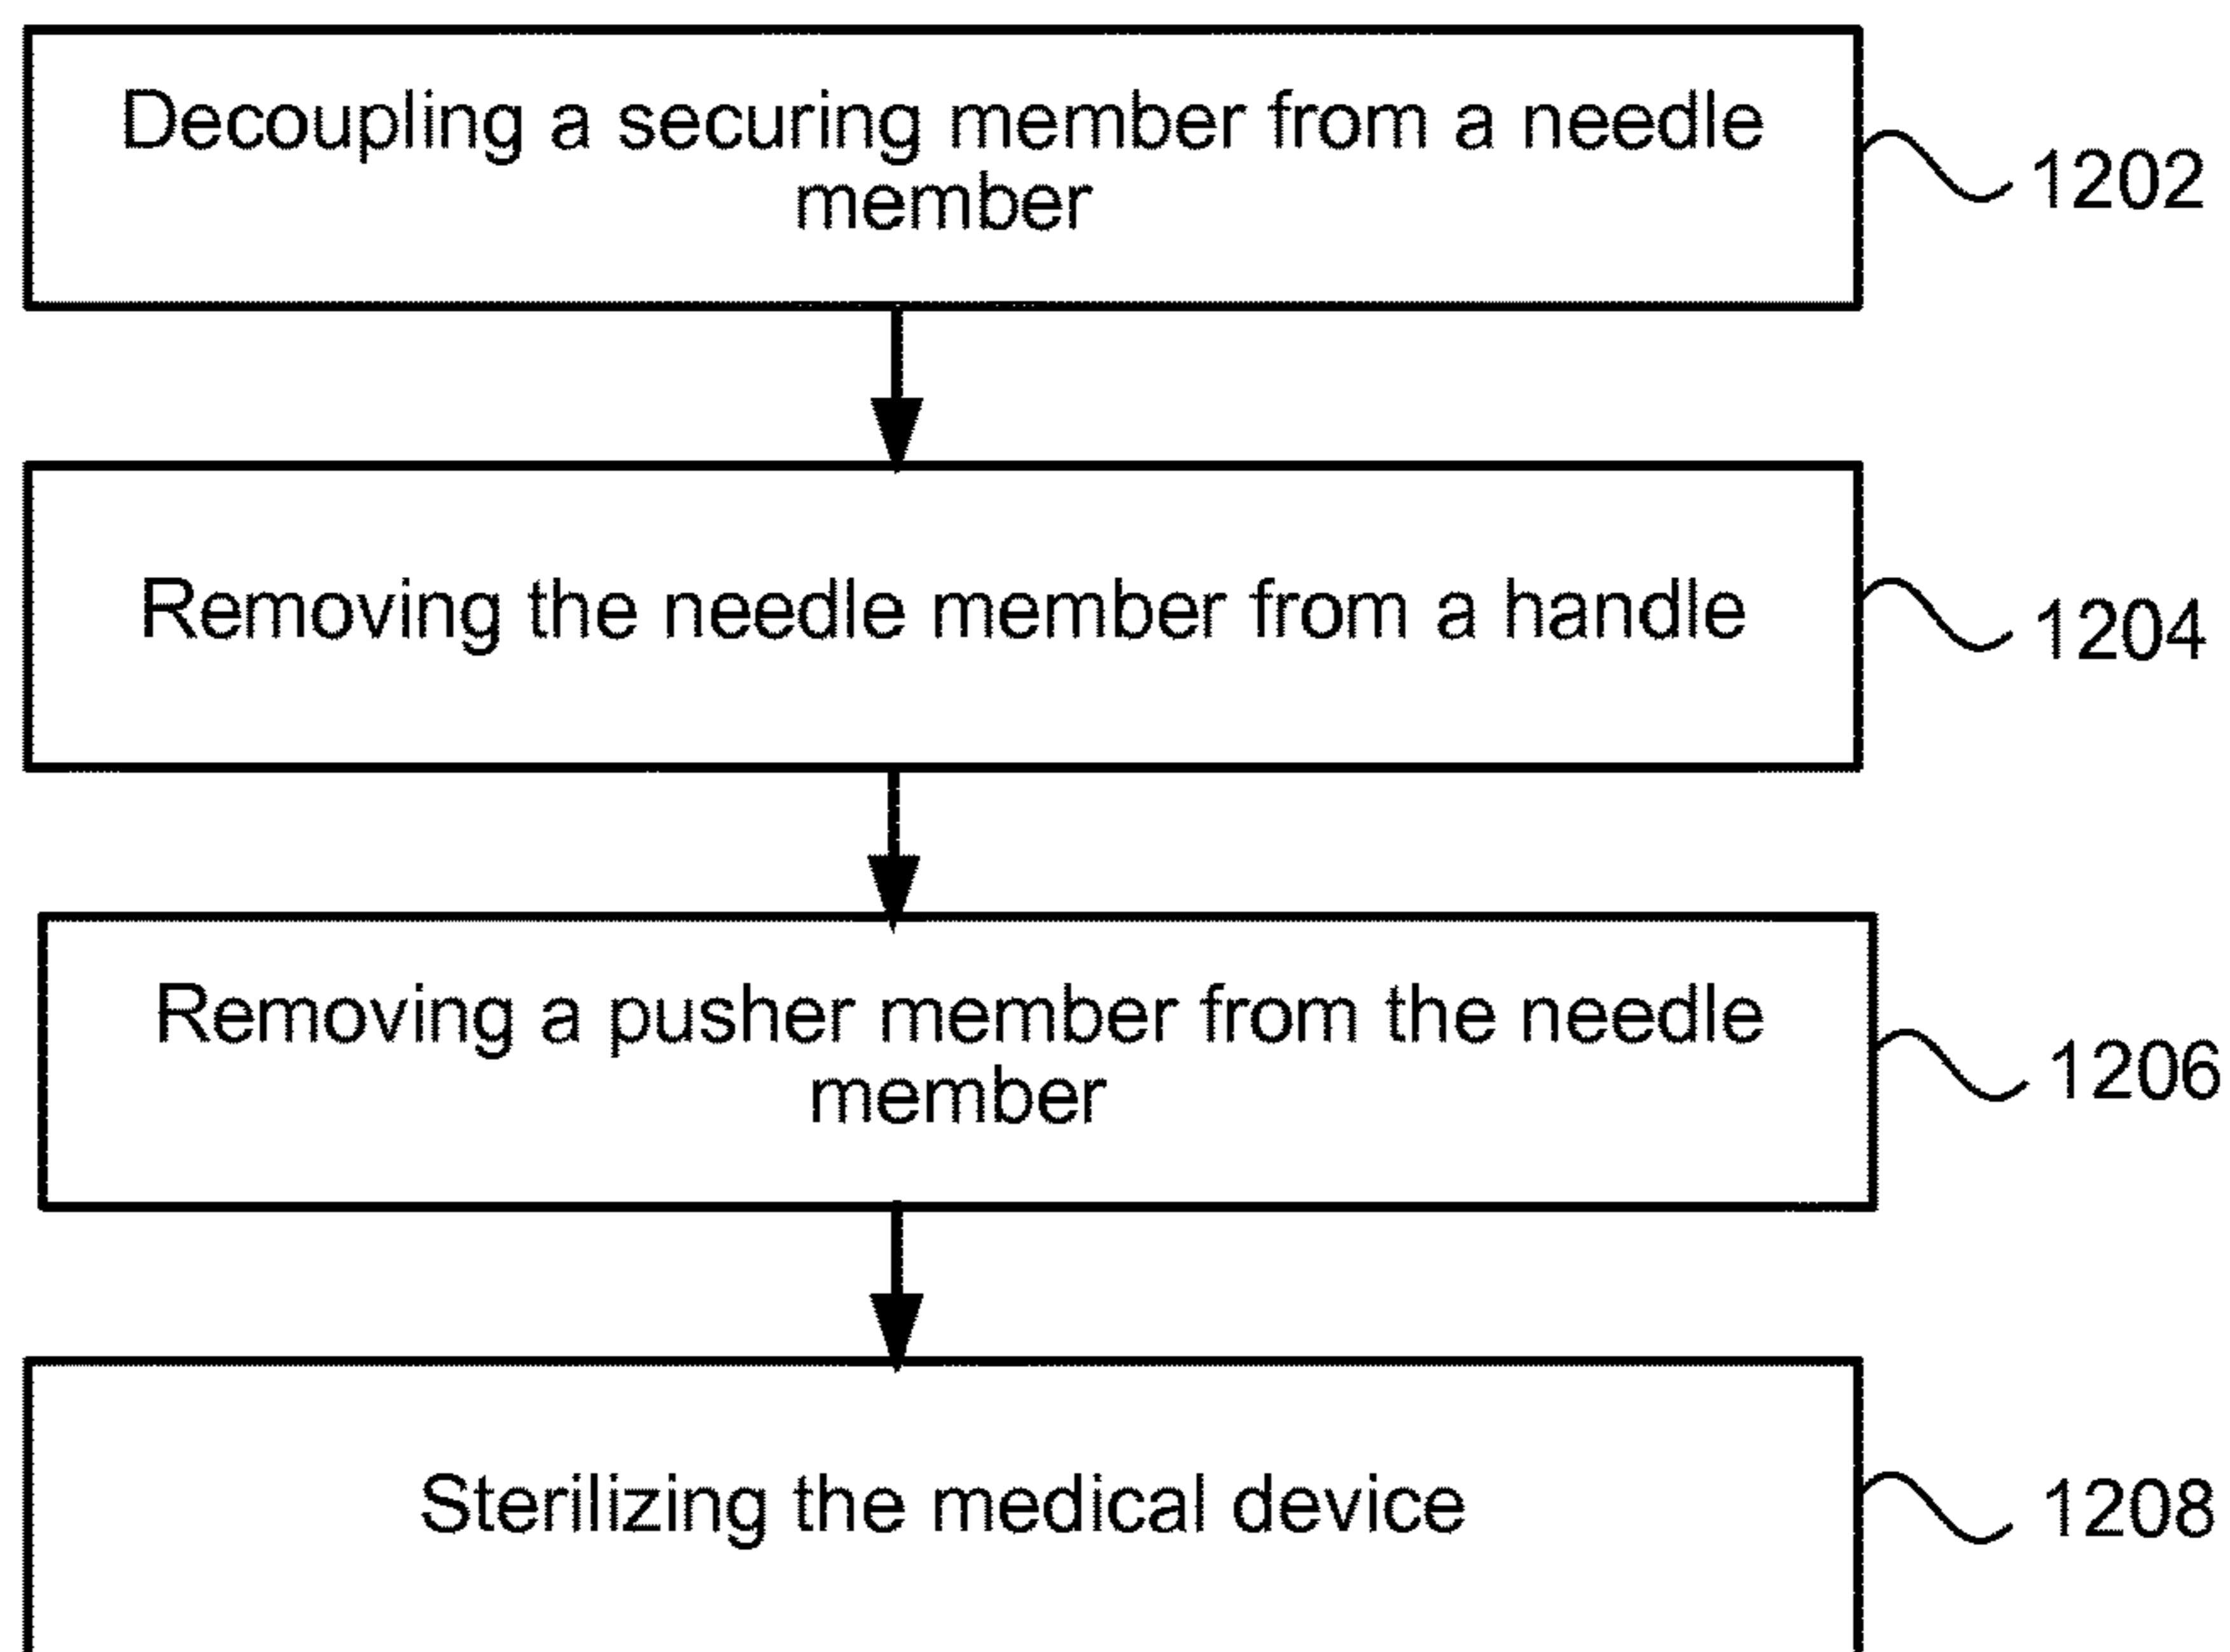 Decoupling a securing member from a needle
member
1202
Removing the needle member from a handle
1204
Removing a pusher member from the needle
member
1206
Sterilizing the medical device
1208